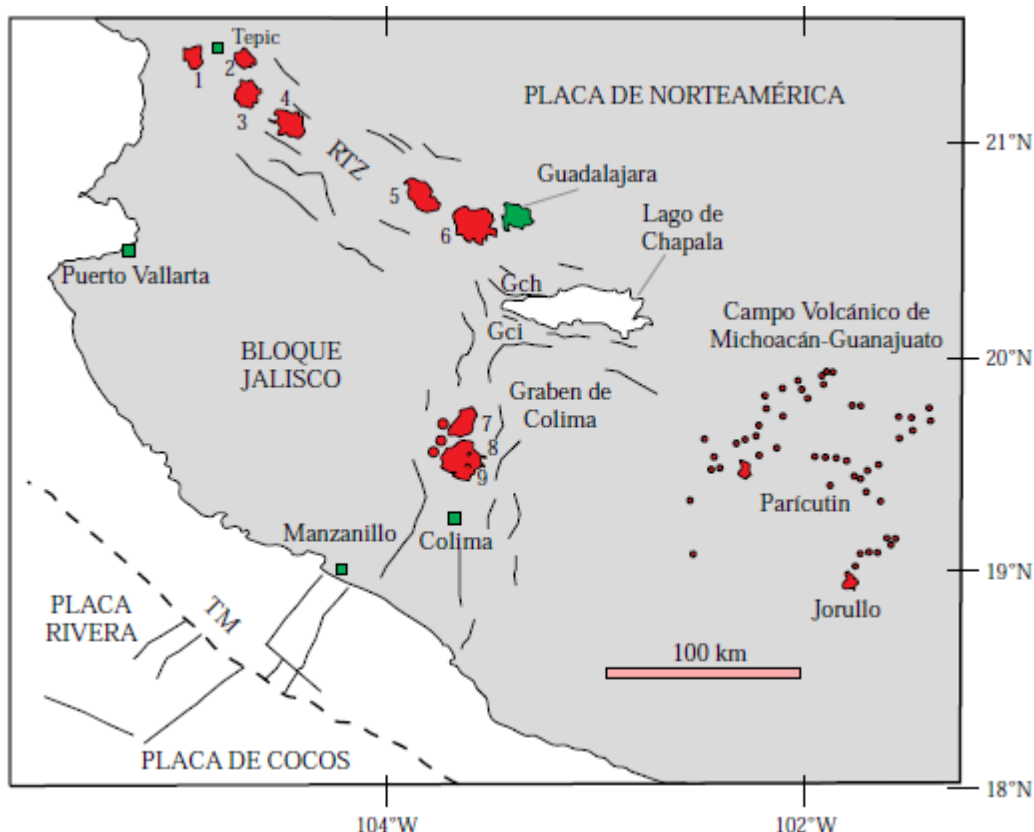 Tepic
1
2
3
4
PLACA DE NORTEAMÉRICA
21°N
RTZ
5
6
Guadalajara
Lago de
Chapala
Puerto Vallarta
Gch
Gci
BLOQUE
JALISCO
Campo Volcánico de
Michoacán-Guanajuato
20°N
Graben de
Colima
7
8
9
Parícutin
Manzanillo
Colima
19°N
Jorullo
PLACA
RIVERA
TM
100 km
PLACA DE COCOS
18°N
104°W
102°W